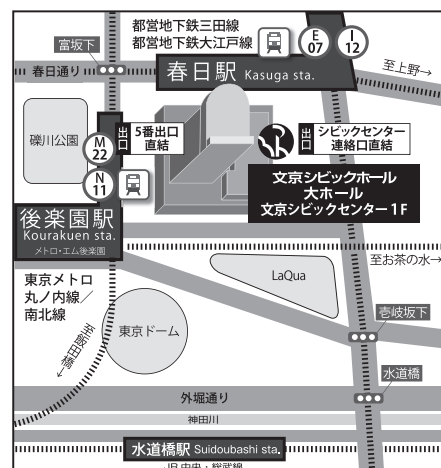 都営地下鉄三田線
都営地下鉄大江戸線
E
07
I
12
富坂下
春日通り
春日駅 Kasuga sta.
至上野→
礫川公園
M
22
N
11
出口
5番出口
直結
出口
シビックセンター
連絡口直結
文京シビックホール
大ホール
文京シビックセンター1F
後楽園駅
Kourakuen sta.
メトロ・エム後楽園
至お茶の水→
東京メトロ
丸ノ内線／
南北線
LaQua
至飯田橋→
東京ドーム
壱岐坂下
水道橋
外堀通り
神田川
水道橋駅 Suidoubashi sta.
JR中央・総武線